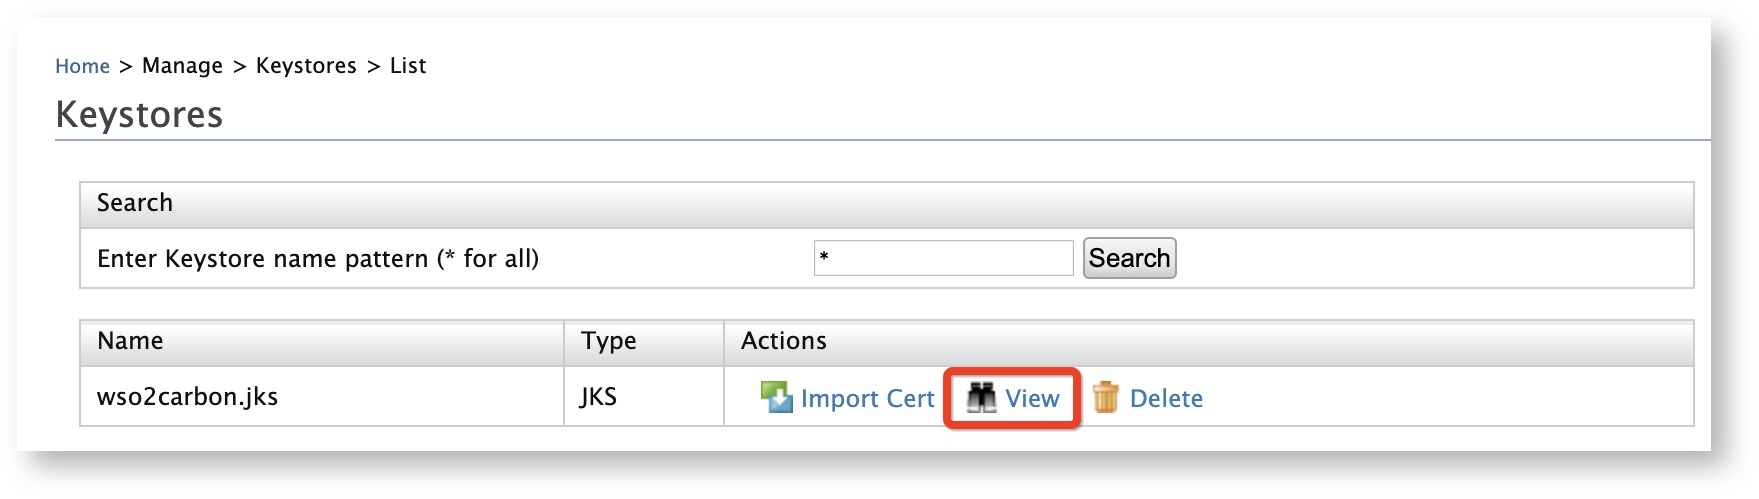 Home > Manage > Keystores > List
Keystores
Search
Enter Keystore name pattern (* for all) * Search
Name Type Actions
wso2carbon.jks JKS Import Cert View Delete